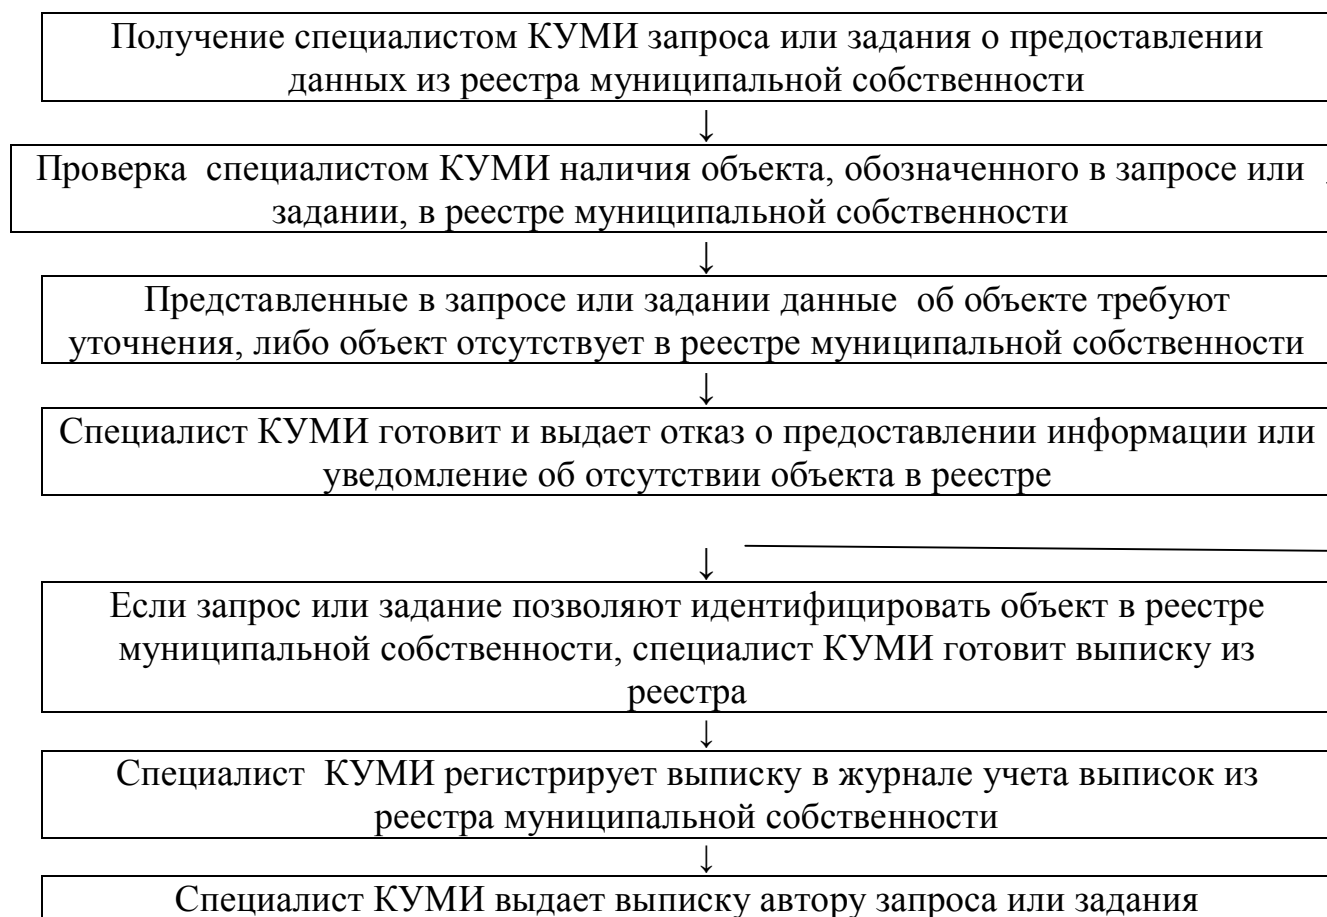 Получение специалистом КУМИ запроса или задания о предоставлении
данных из реестра муниципальной собственности
↓
Проверка специалистом КУМИ наличия объекта, обозначенного в запросе или
задании, в реестре муниципальной собственности
↓
Представленные в запросе или задании данные об объекте требуют
уточнения, либо объект отсутствует в реестре муниципальной собственности
↓
Специалист КУМИ готовит и выдает отказ о предоставлении информации или
уведомление об отсутствии объекта в реестре
↓
Если запрос или задание позволяют идентифицировать объект в реестре
муниципальной собственности, специалист КУМИ готовит выписку из
реестра
↓
Специалист КУМИ регистрирует выписку в журнале учета выписок из
реестра муниципальной собственности
↓
Специалист КУМИ выдает выписку автору запроса или задания